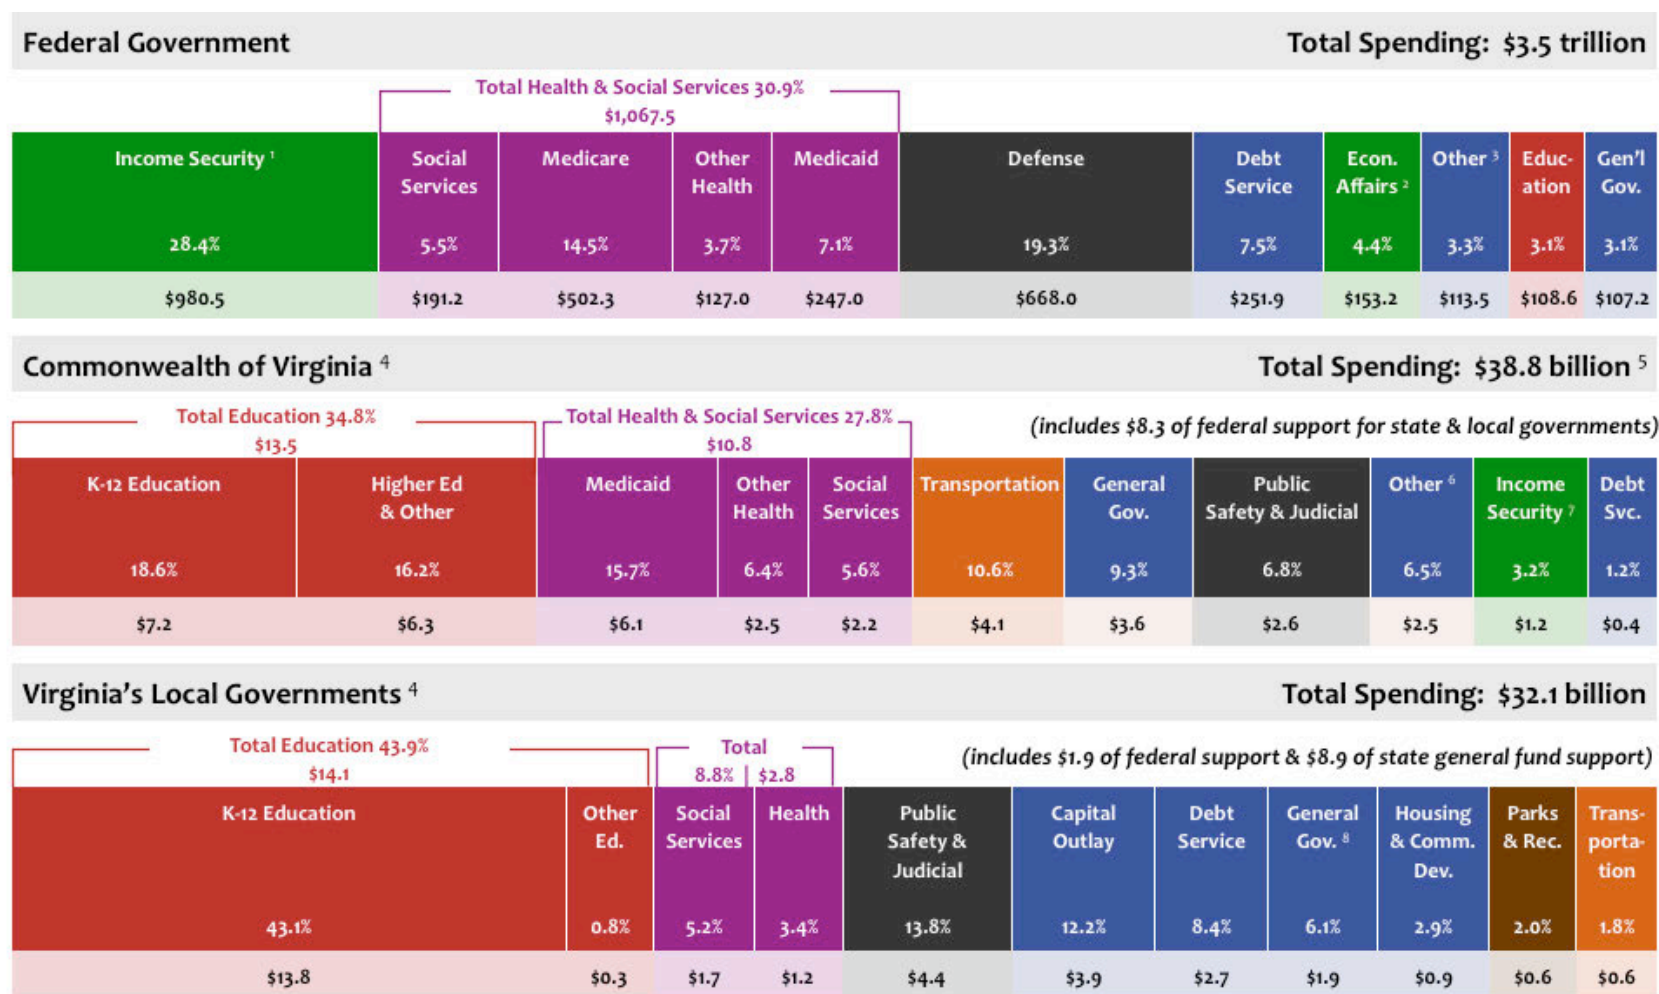 Federal Government Total Spending: $3.5 trillion
Total Health & Social Services 30.9%
$1,067.5
Income Security ¹ Social Medicare Other Medicaid Defense Debt Econ. Other ³ Educ- Gen'l
Services Health Service Affairs ² ation Gov.
28.4% 5.5% 14.5% 3.7% 7.1% 19.3% 7.5% 4.4% 3.3% 3.1% 3.1%
$980.5 $191.2 $502.3 $127.0 $247.0 $668.0 $251.9 $153.2 $113.5 $108.6 $107.2
Commonwealth of Virginia ⁴ Total Spending: $38.8 billion ⁵
Total Education 34.8% Total Health & Social Services 27.8% (includes $8.3 of federal support for state & local governments)
$13.5 $10.8
K-12 Education Higher Ed Medicaid Other Social Transportation General Public Other ⁶ Income Debt
& Other Health Services Gov. Safety & Judicial Security ⁷ Svc.
18.6% 16.2% 15.7% 6.4% 5.6% 10.6% 9.3% 6.8% 6.5% 3.2% 1.2%
$7.2 $6.3 $6.1 $2.5 $2.2 $4.1 $3.6 $2.6 $2.5 $1.2 $0.4
Virginia's Local Governments ⁴ Total Spending: $32.1 billion
Total Education 43.9% Total (includes $1.9 of federal support & $8.9 of state general fund support)
$14.1 8.8% | $2.8
K-12 Education Other Social Health Public Capital Debt General Housing Parks Trans-
Ed. Services Safety & Outlay Service Gov. ⁸ & Comm. & Rec. porta-
Judicial Dev. tion
43.1% 0.8% 5.2% 3.4% 13.8% 12.2% 8.4% 6.1% 2.9% 2.0% 1.8%
$13.8 $0.3 $1.7 $1.2 $4.4 $3.9 $2.7 $1.9 $0.9 $0.6 $0.6